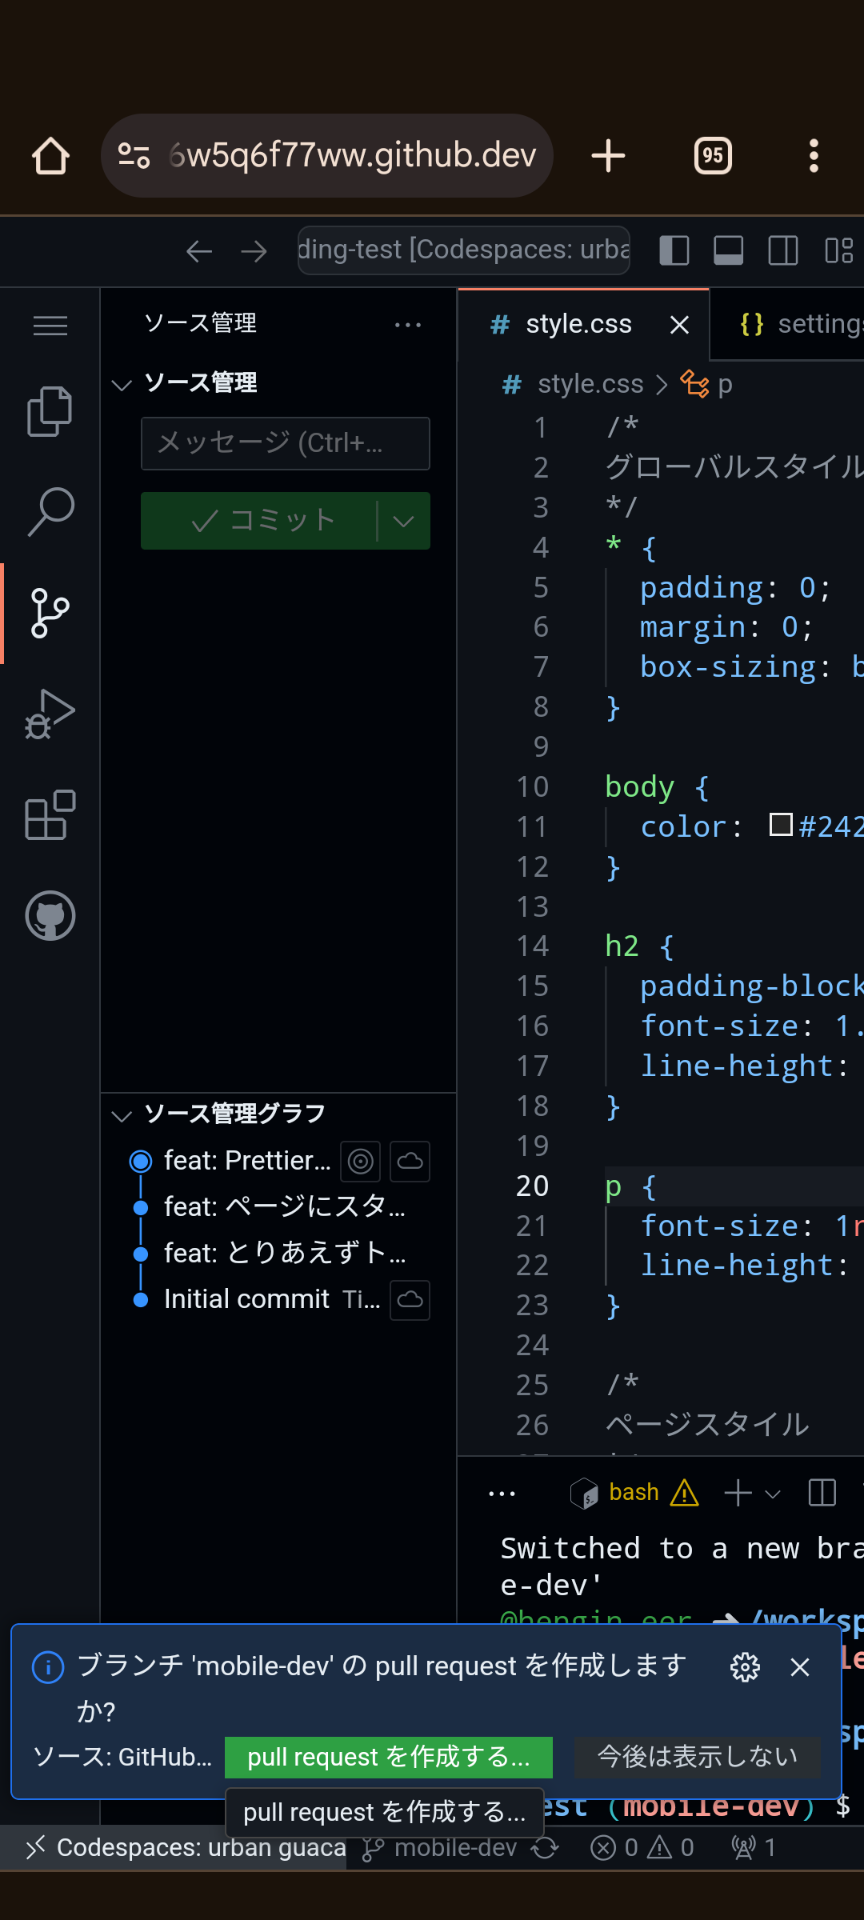 6w5q6f77ww.github.dev
95
ding-test [Codespaces: urba
ソース管理
ソース管理
メッセージ (Ctrl+...
コミット
ソース管理グラフ
feat: Prettier...
feat: ページにスタ...
feat: とりあえずト...
Initial commit Ti...
# style.css
{} settings
# style.css > p
1 /*
2 グローバルスタイル
3 */
4 * {
5 padding: 0;
6 margin: 0;
7 box-sizing: b
8 }
9
10 body {
11 color: #242
12 }
13
14 h2 {
15 padding-block
16 font-size: 1.
17 line-height:
18 }
19
20 p {
21 font-size: 1r
22 line-height:
23 }
24
25 /*
26 ページスタイル
bash
Switched to a new bra
e-dev'
/worksp
est (mobile-dev) $
ブランチ 'mobile-dev' の pull request を作成します
か?
ソース: GitHub...
pull request を作成する...
今後は表示しない
pull request を作成する...
Codespaces: urban guaca
mobile-dev
0
0
1